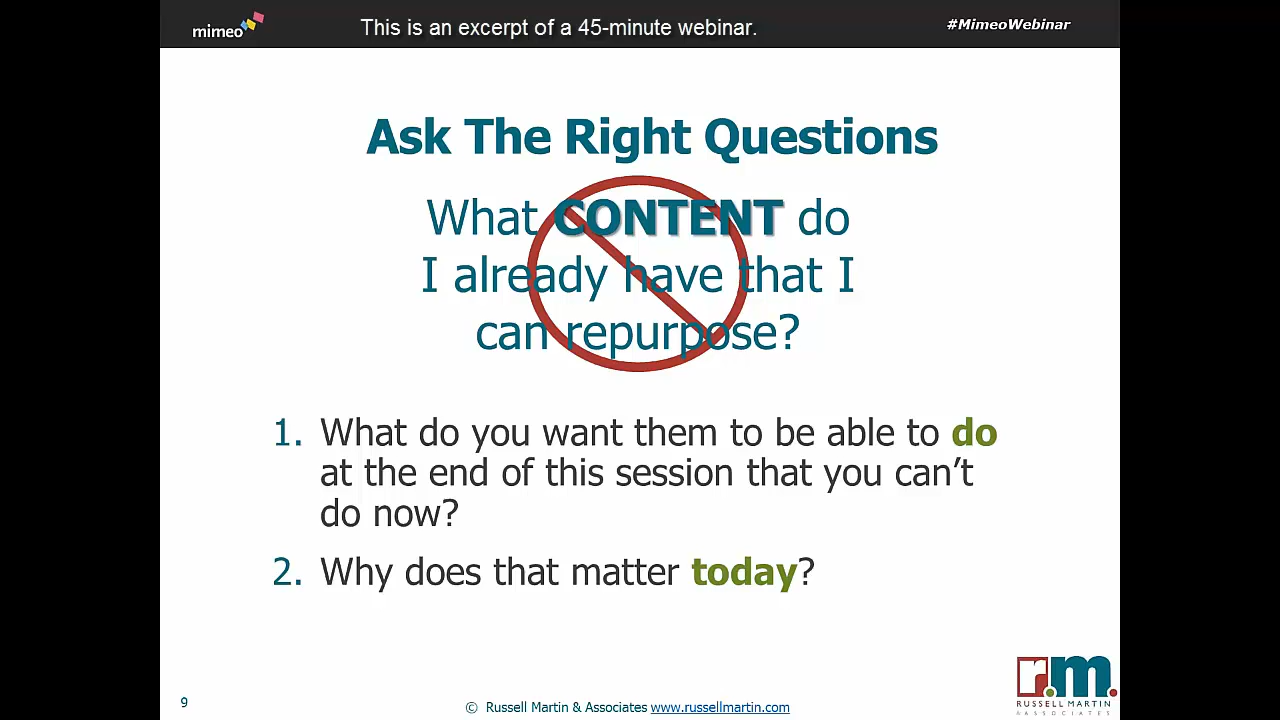 mimeo
This is an excerpt of a 45-minute webinar.
#MimeoWebinar
Ask The Right Questions
What CONTENT do
I already have that I
can repurpose?
1. What do you want them to be able to do
at the end of this session that you can't
do now?
2. Why does that matter today?
9
© Russell Martin & Associates www.russellmartin.com
r.m.
RUSSELL MARTIN
&ASSOCIATES